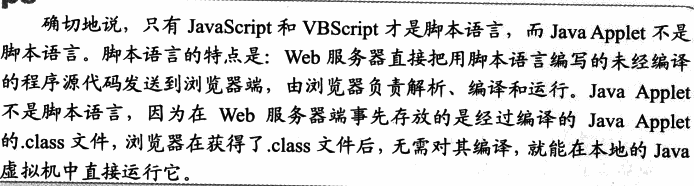 确切地说，只有 JavaScript 和 VBScript 才是脚本语言，而 Java Applet 不是
脚本语言。脚本语言的特点是：Web 服务器直接把用脚本语言编写的未经编译
的程序源代码发送到浏览器端，由浏览器负责解析、编译和运行。Java Applet
不是脚本语言，因为在 Web 服务器端事先存放的是经过编译的 Java Applet
的.class 文件，浏览器在获得了.class 文件后，无需对其编译，就能在本地的 Java
虚拟机中直接运行它。